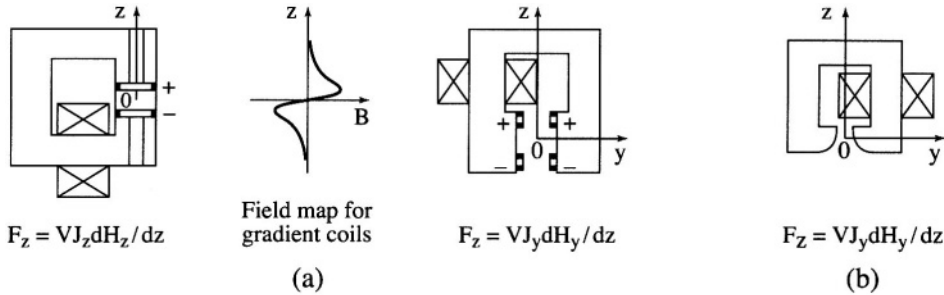 z
+
0
−
z
B
z
+
+
0
y
−
−
z
0
y
F_z = VJ_z dH_z/dz
Field map for
gradient coils
F_z = VJ_y dH_y/dz
F_z = VJ_y dH_y/dz
(a)
(b)